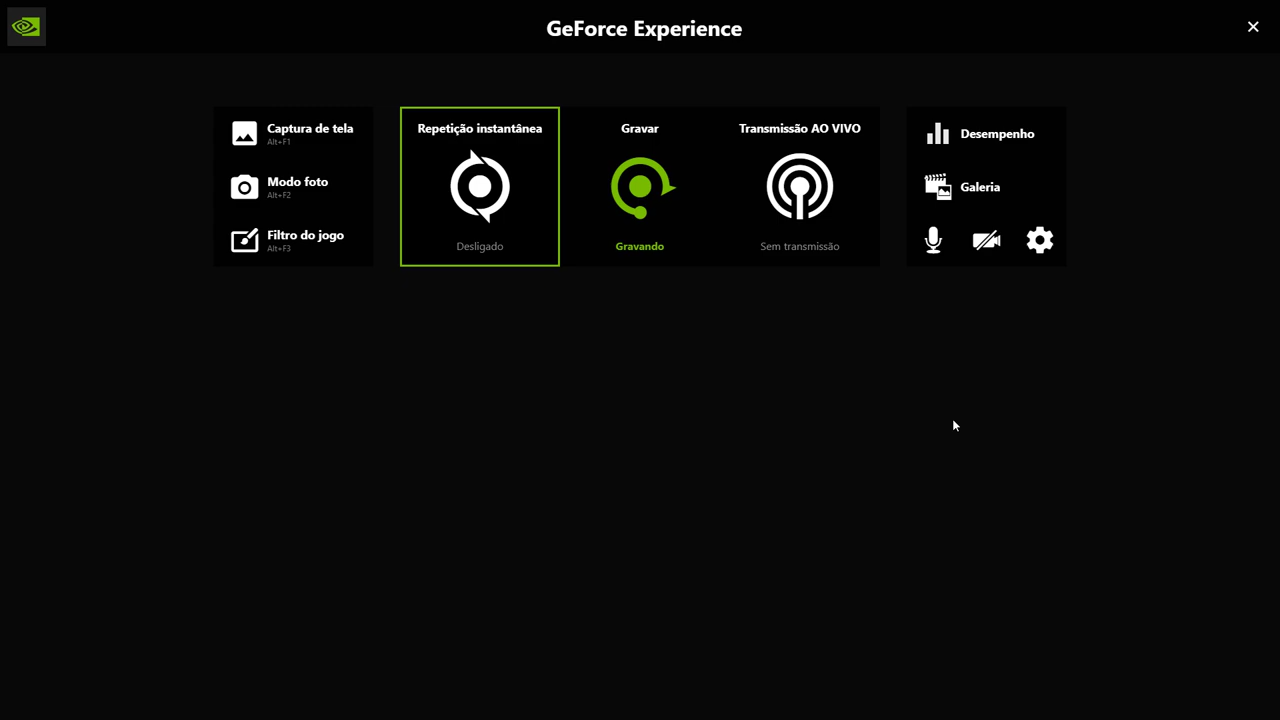 GeForce Experience
Captura de tela
Alt+F1
Modo foto
Alt+F2
Filtro do jogo
Alt+F3
Repetição instantânea
Desligado
Gravar
Gravando
Transmissão AO VIVO
Sem transmissão
Desempenho
Galeria